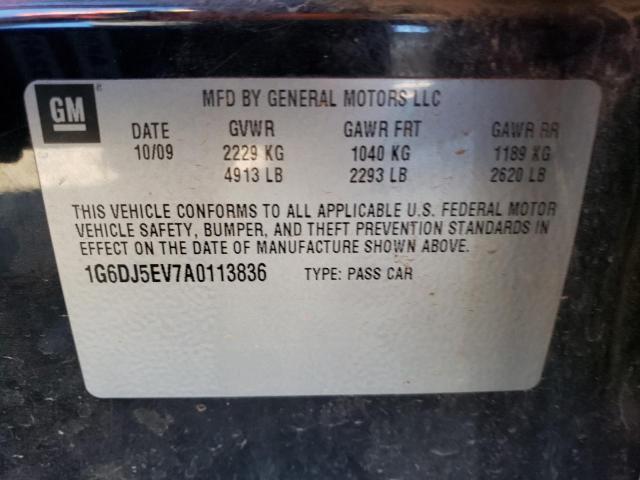 GM
MFD BY GENERAL MOTORS LLC
DATE GVWR GAWR FRT GAWR RR
10/09 2229 KG 1040 KG 1189 KG
4913 LB 2293 LB 2620 LB
THIS VEHICLE CONFORMS TO ALL APPLICABLE U.S. FEDERAL MOTOR
VEHICLE SAFETY, BUMPER, AND THEFT PREVENTION STANDARDS IN
EFFECT ON THE DATE OF MANUFACTURE SHOWN ABOVE.
1G6DJ5EV7A0113836 TYPE: PASS CAR